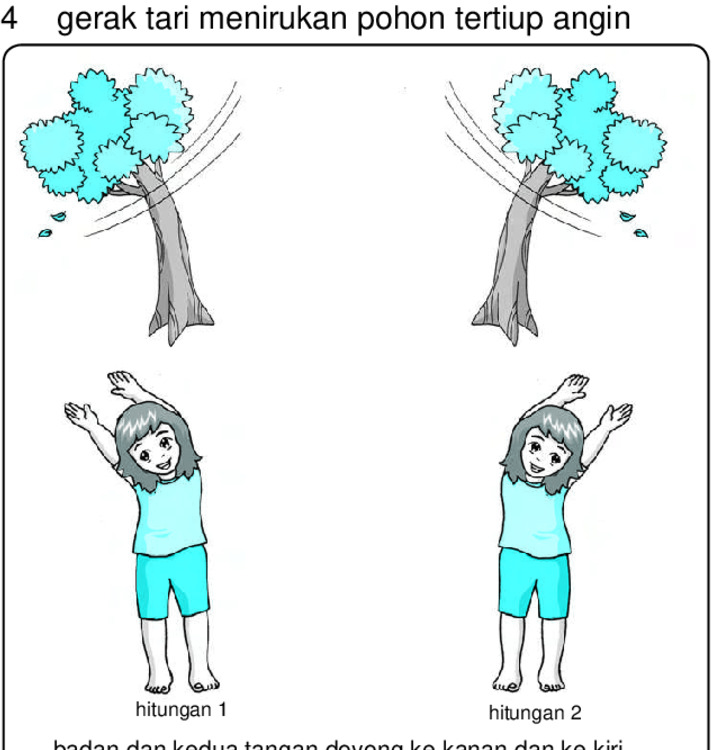 4 gerak tari menirukan pohon tertiup angin
hitungan 1
hitungan 2
badan dan kedua tangan doyong ke kanan dan ke kiri